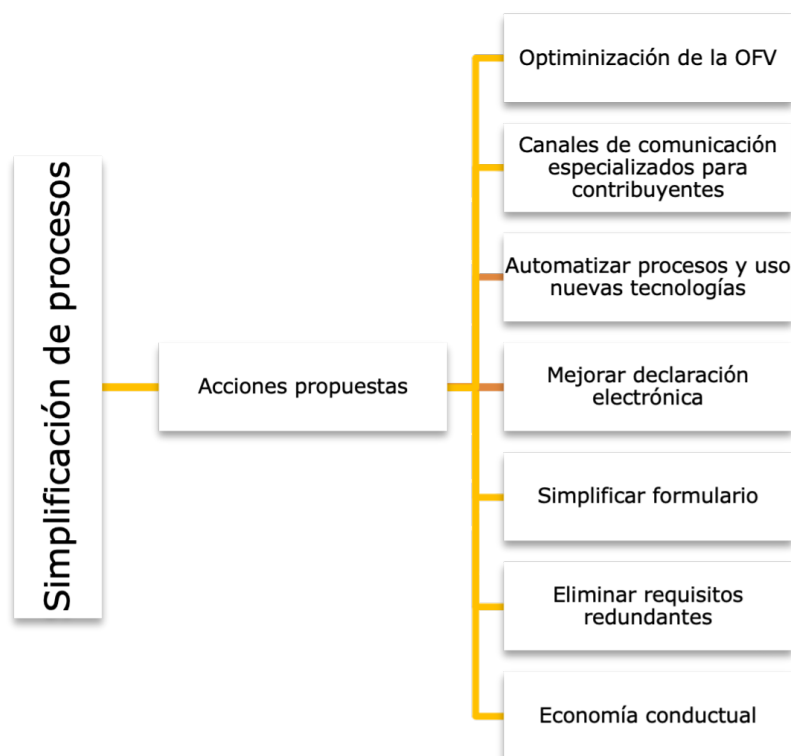 Simplificación de procesos
Acciones propuestas
Optiminización de la OFV
Canales de comunicación
especializados para
contribuyentes
Automatizar procesos y uso
nuevas tecnologías
Mejorar declaración
electrónica
Simplificar formulario
Eliminar requisitos
redundantes
Economía conductual